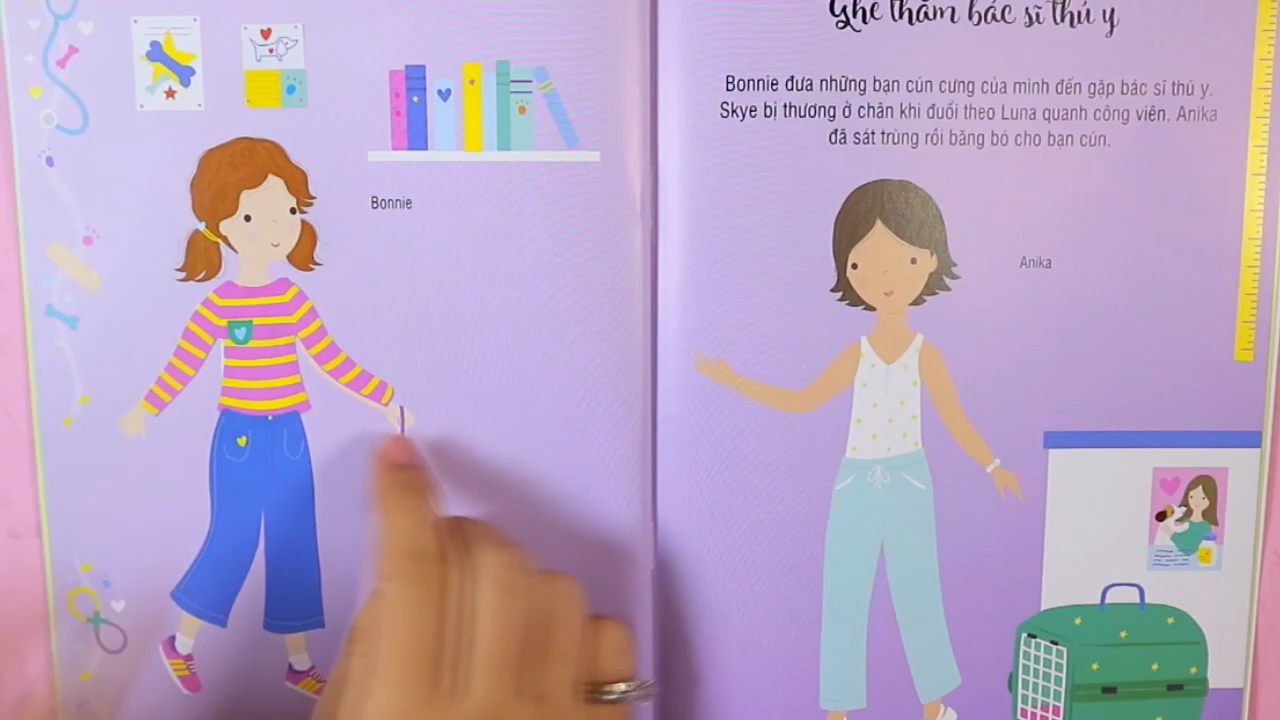 Bonnie
Ghé thăm bác sĩ thú y
Bonnie đưa những bạn cún cưng của mình đến gặp bác sĩ thú y.
Skye bị thương ở chân khi đuổi theo Luna quanh công viên. Anika
đã sát trùng rồi băng bó cho bạn cún.
Anika